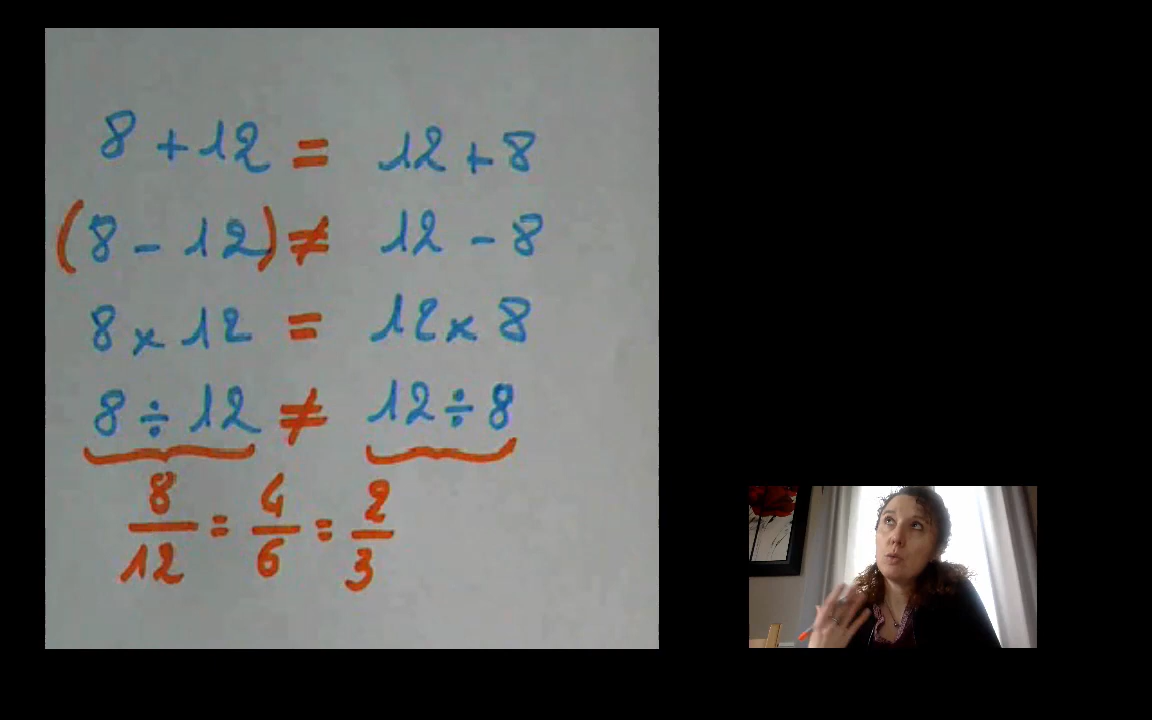 8 + 12 = 12 + 8
(8 - 12) ≠ 12 - 8
8 × 12 = 12 × 8
8 ÷ 12 ≠ 12 ÷ 8
8/12 = 4/6 = 2/3